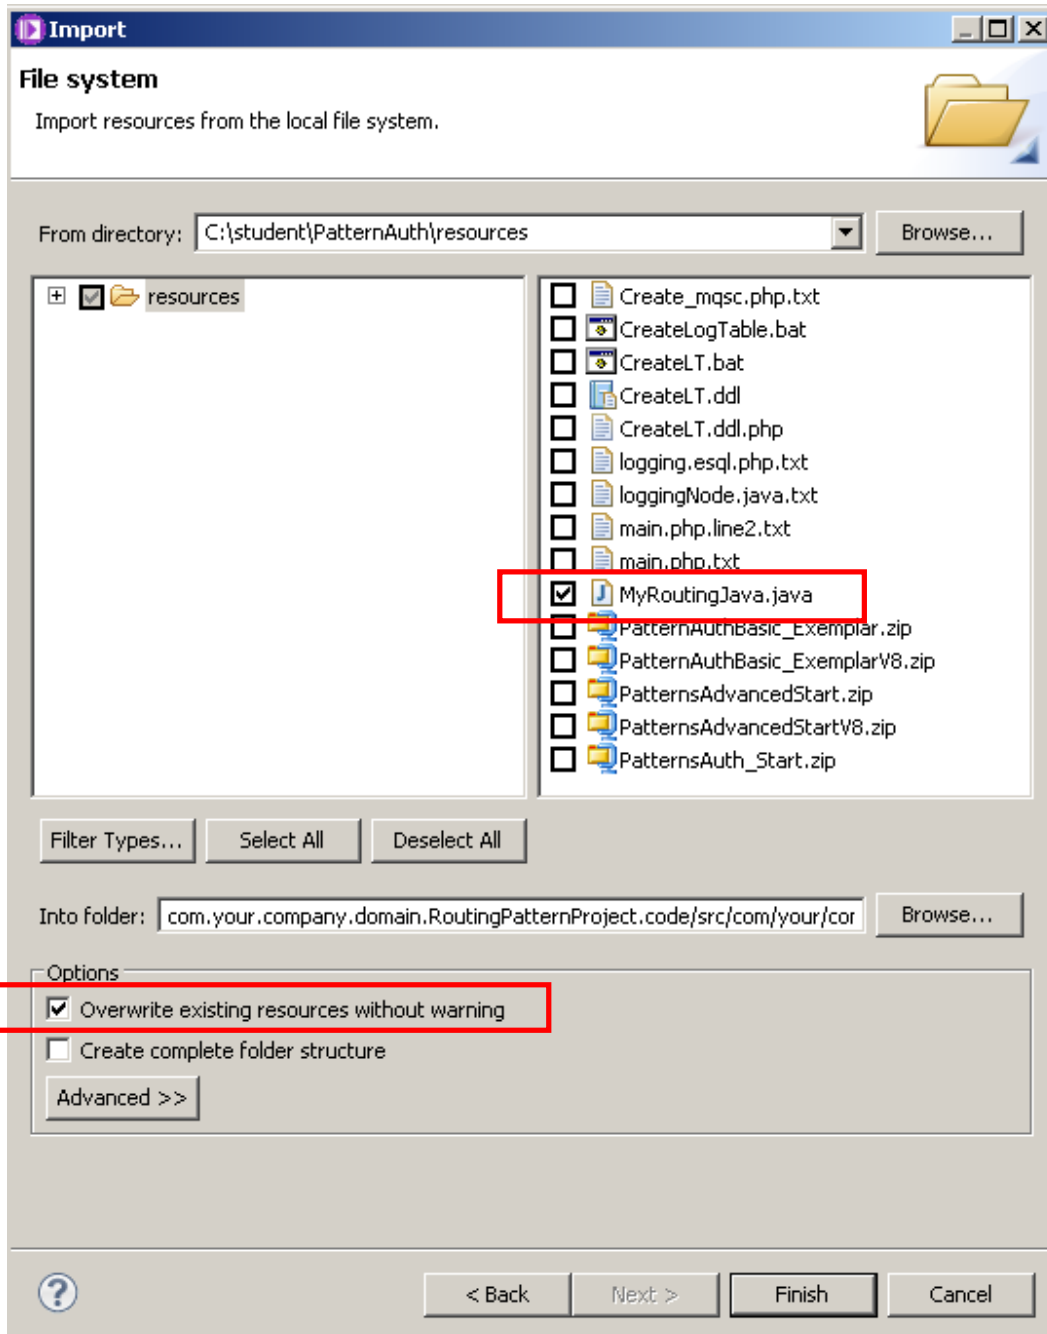 Import
File system
Import resources from the local file system.
From directory: C:\student\PatternAuth\resources Browse...
resources
Create_mqsc.php.txt
CreateLogTable.bat
CreateLT.bat
CreateLT.ddl
CreateLT.ddl.php
logging.esql.php.txt
loggingNode.java.txt
main.php.line2.txt
main.php.txt
MyRoutingJava.java
PatternAuthBasic_Exemplar.zip
PatternAuthBasic_ExemplarV8.zip
PatternsAdvancedStart.zip
PatternsAdvancedStartV8.zip
PatternsAuth_Start.zip
Filter Types... Select All Deselect All
Into folder: com.your.company.domain.RoutingPatternProject.code/src/com/your/cor Browse...
Options
Overwrite existing resources without warning
Create complete folder structure
Advanced >>
? < Back Next > Finish Cancel